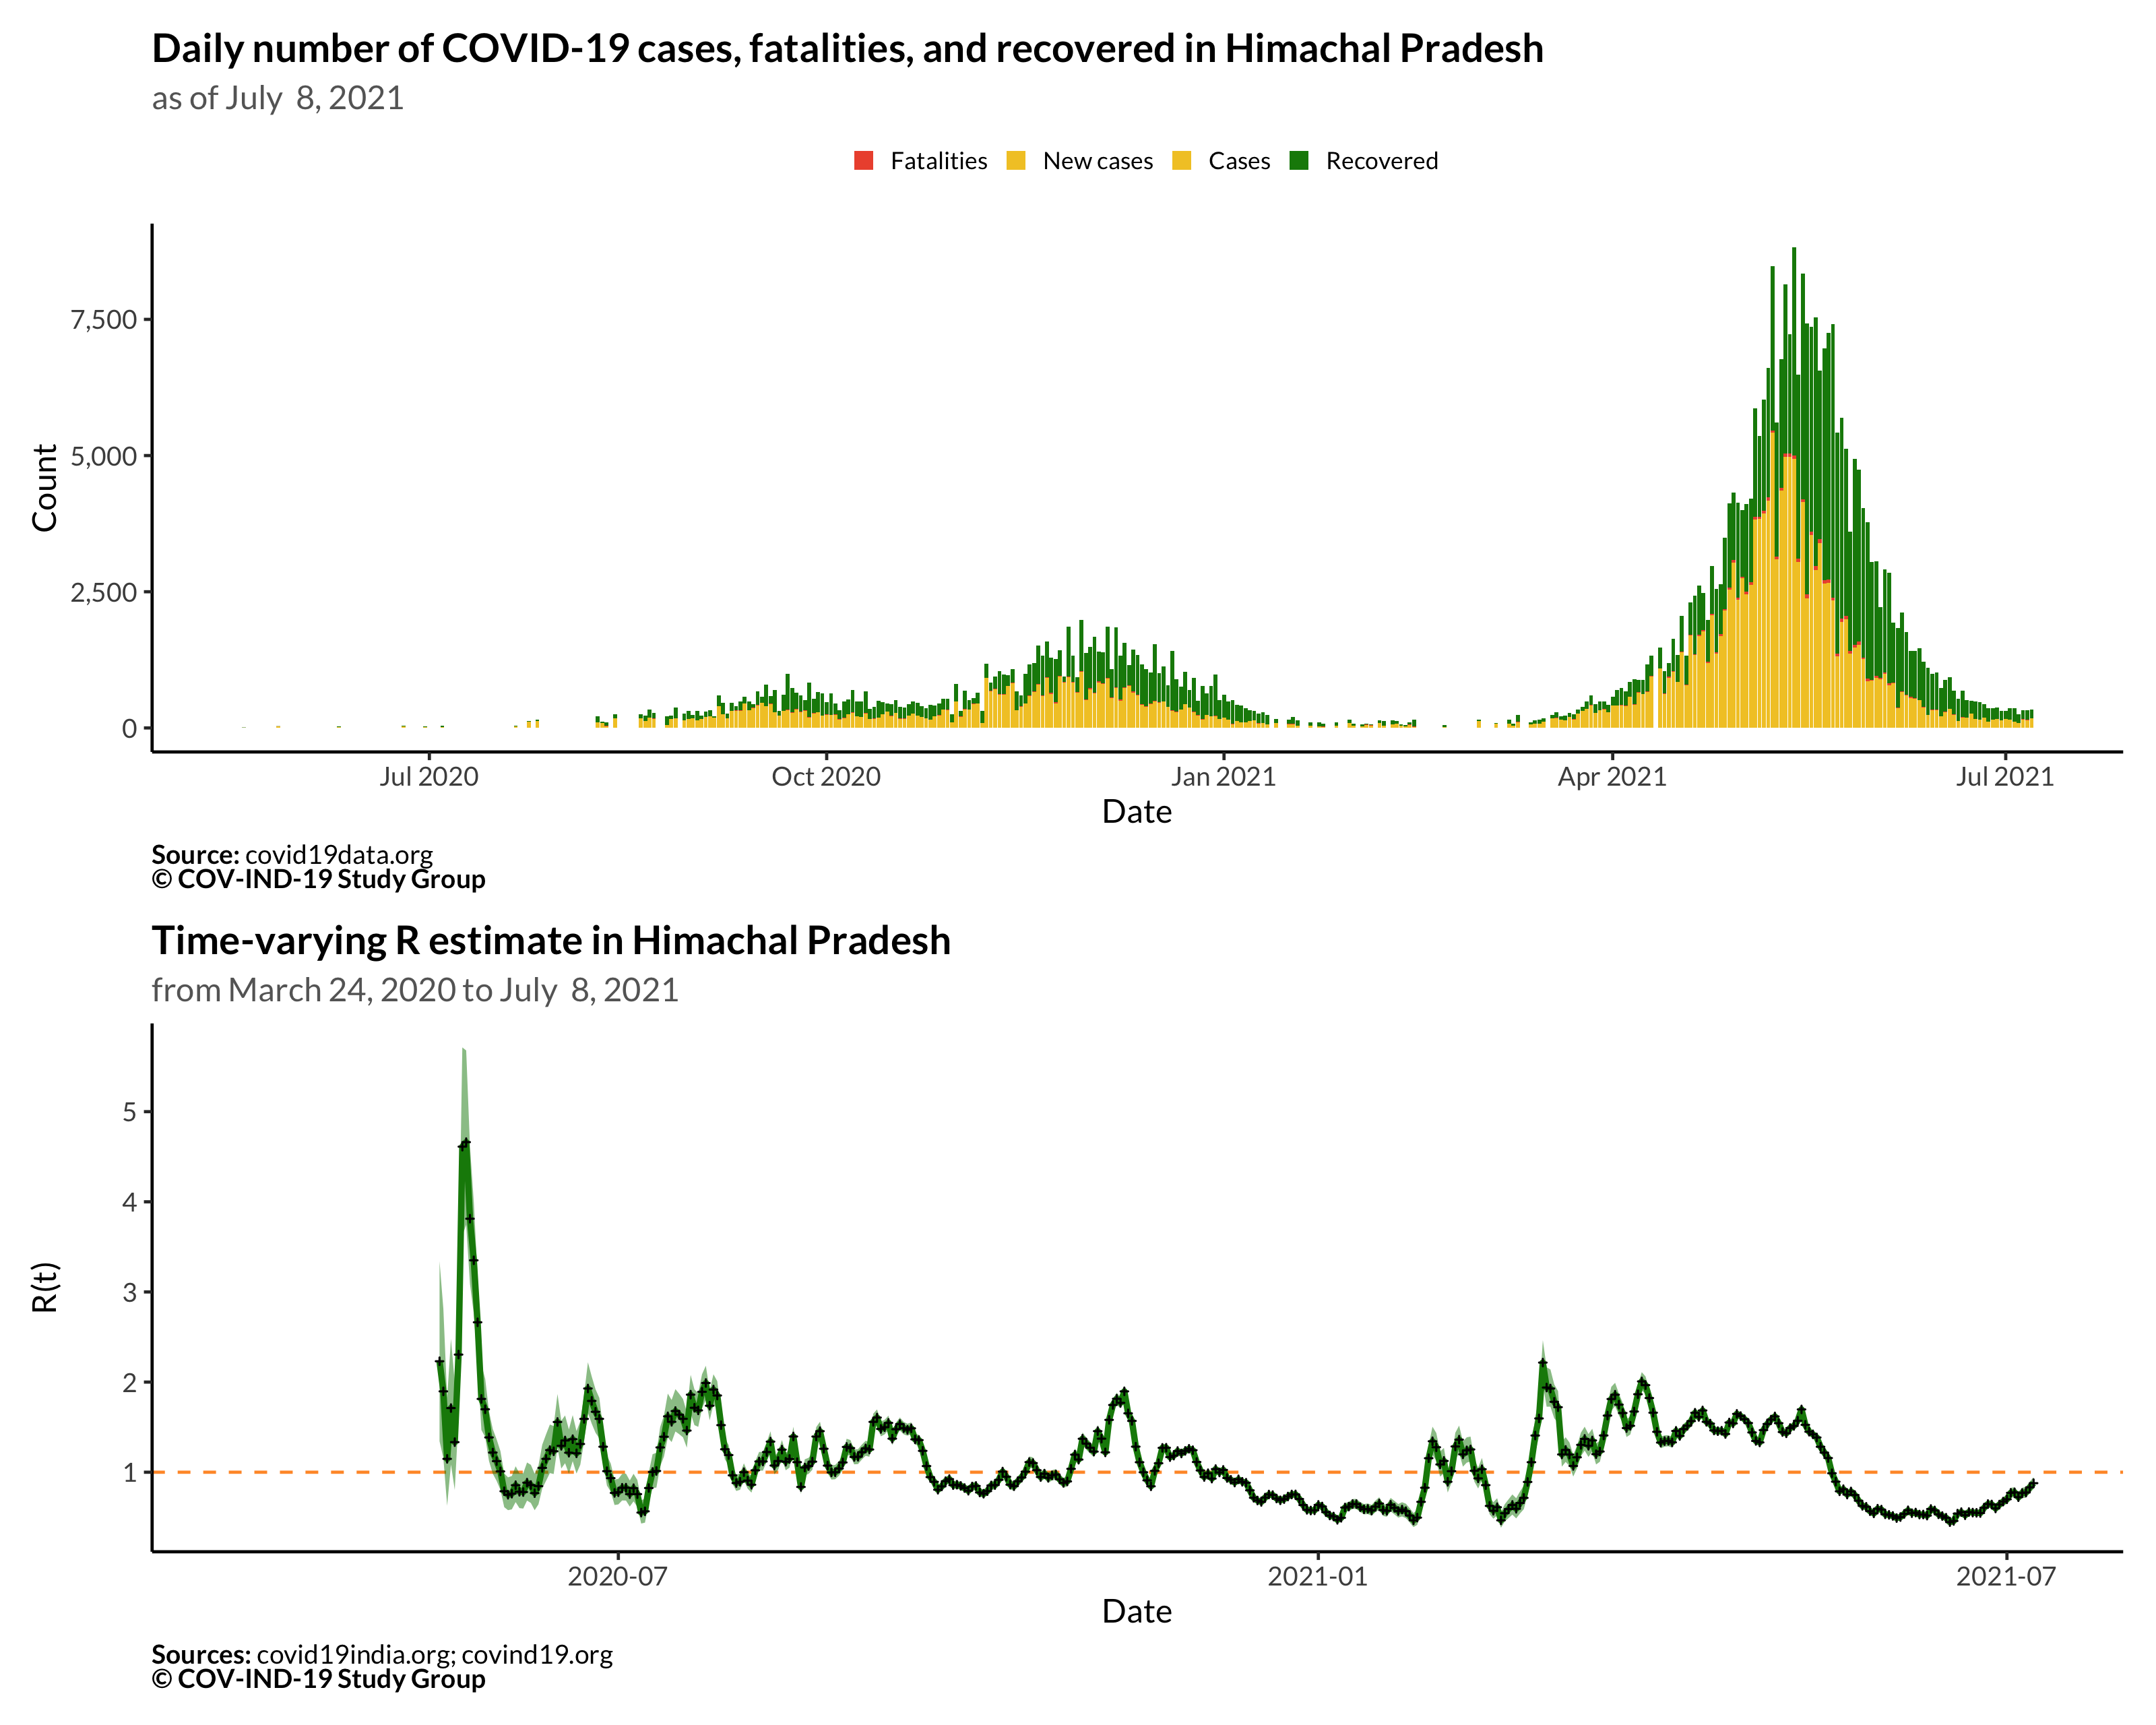 Daily number of COVID-19 cases, fatalities, and recovered in Himachal Pradesh
as of July  8, 2021
Fatalities New cases Cases Recovered
Count
7,500
5,000
2,500
0
Jul 2020 Oct 2020 Jan 2021 Apr 2021 Jul 2021
Date
Source: covid19data.org
© COV-IND-19 Study Group
Time-varying R estimate in Himachal Pradesh
from March 24, 2020 to July  8, 2021
R(t)
5
4
3
2
1
2020-07 2021-01 2021-07
Date
Sources: covid19india.org; covind19.org
© COV-IND-19 Study Group